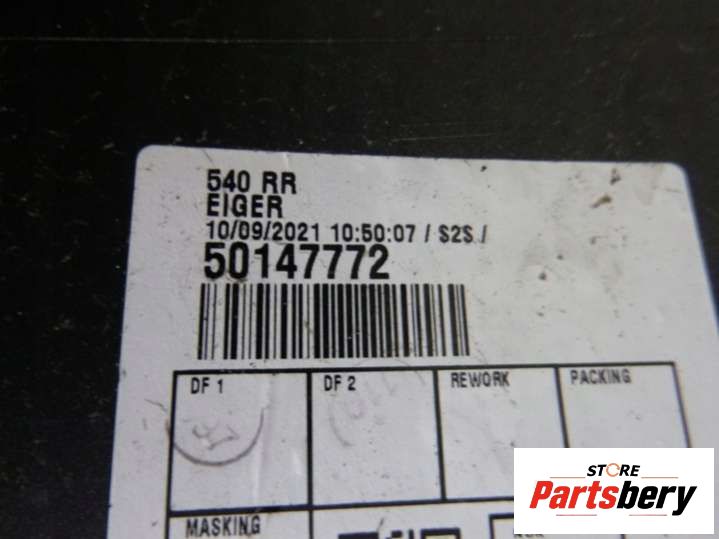 540 RR
EIGER
10/09/2021 10:50:07 / S2S /
50147772
DF 1
DF 2
REWORK
PACKING
MASKING
STORE
Partsbery